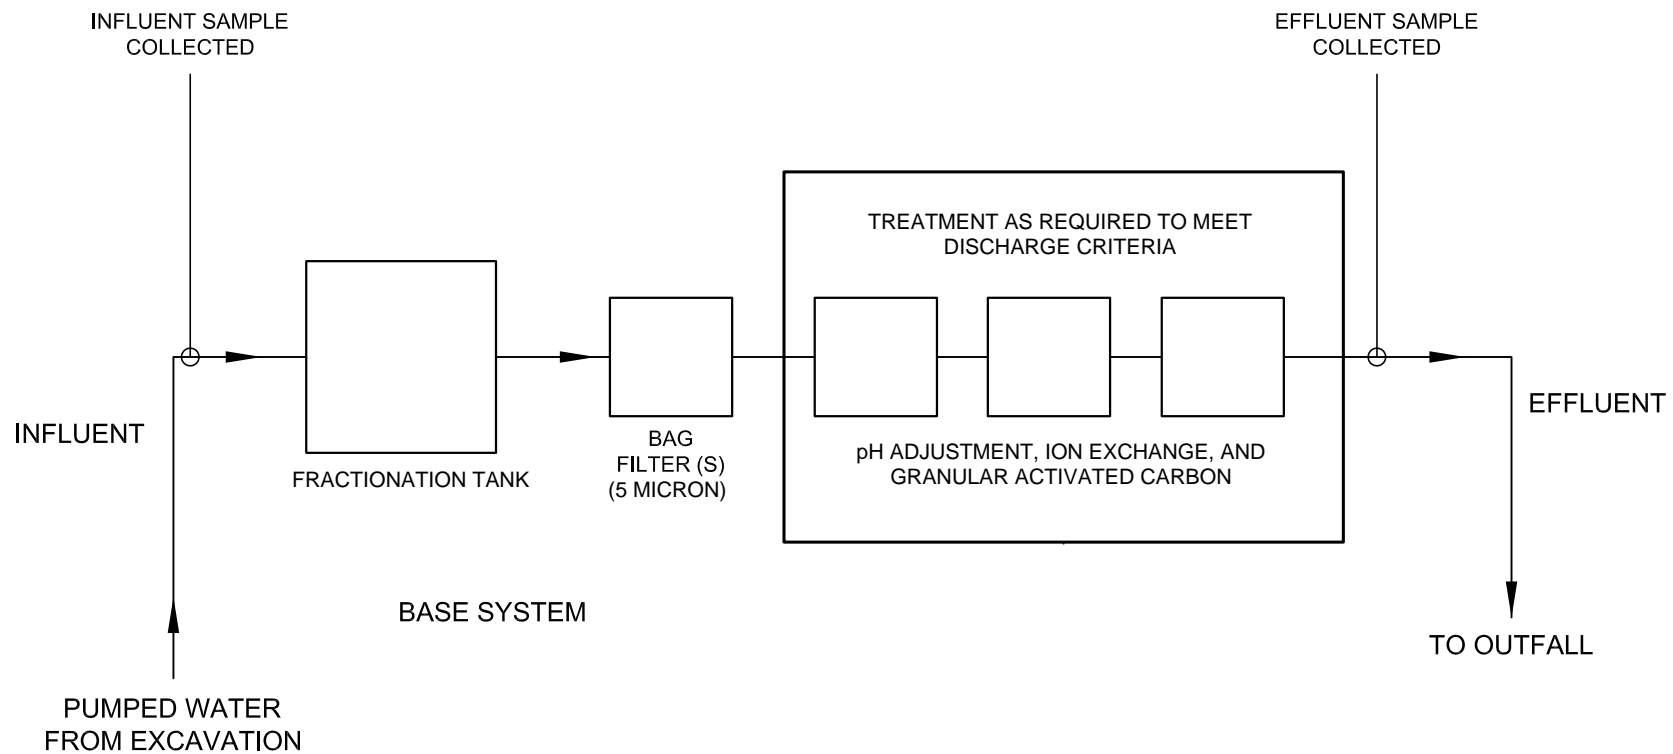 INFLUENT SAMPLE
COLLECTED
EFFLUENT SAMPLE
COLLECTED
TREATMENT AS REQUIRED TO MEET
DISCHARGE CRITERIA
INFLUENT
FRACTIONATION TANK
BAG
FILTER (S)
(5 MICRON)
pH ADJUSTMENT, ION EXCHANGE, AND
GRANULAR ACTIVATED CARBON
EFFLUENT
BASE SYSTEM
TO OUTFALL
PUMPED WATER
FROM EXCAVATION